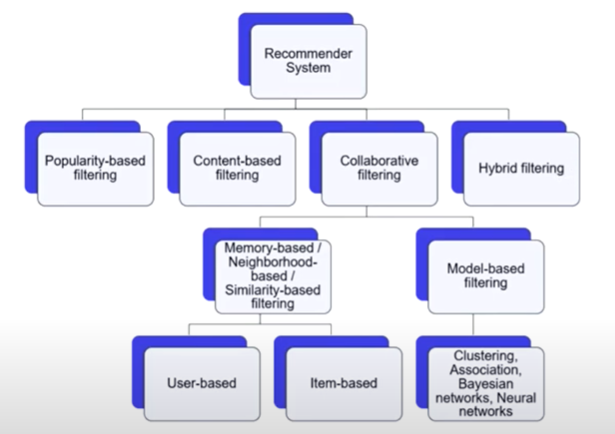 Recommender
System
Popularity-based
filtering
Content-based
filtering
Collaborative
filtering
Hybrid filtering
Memory-based /
Neighborhood-
based /
Similarity-based
filtering
Model-based
filtering
User-based
Item-based
Clustering,
Association,
Bayesian
networks, Neural
networks